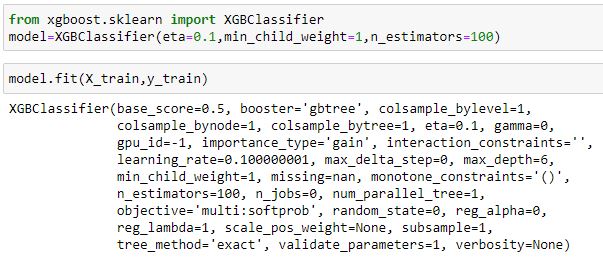 from xgboost.sklearn import XGBClassifier
model=XGBClassifier(eta=0.1,min_child_weight=1,n_estimators=100)
model.fit(X_train,y_train)
XGBClassifier(base_score=0.5, booster='gbtree', colsample_bylevel=1,
colsample_bynode=1, colsample_bytree=1, eta=0.1, gamma=0,
gpu_id=-1, importance_type='gain', interaction_constraints='',
learning_rate=0.100000001, max_delta_step=0, max_depth=6,
min_child_weight=1, missing=nan, monotone_constraints='()',
n_estimators=100, n_jobs=0, num_parallel_tree=1,
objective='multi:softprob', random_state=0, reg_alpha=0,
reg_lambda=1, scale_pos_weight=None, subsample=1,
tree_method='exact', validate_parameters=1, verbosity=None)